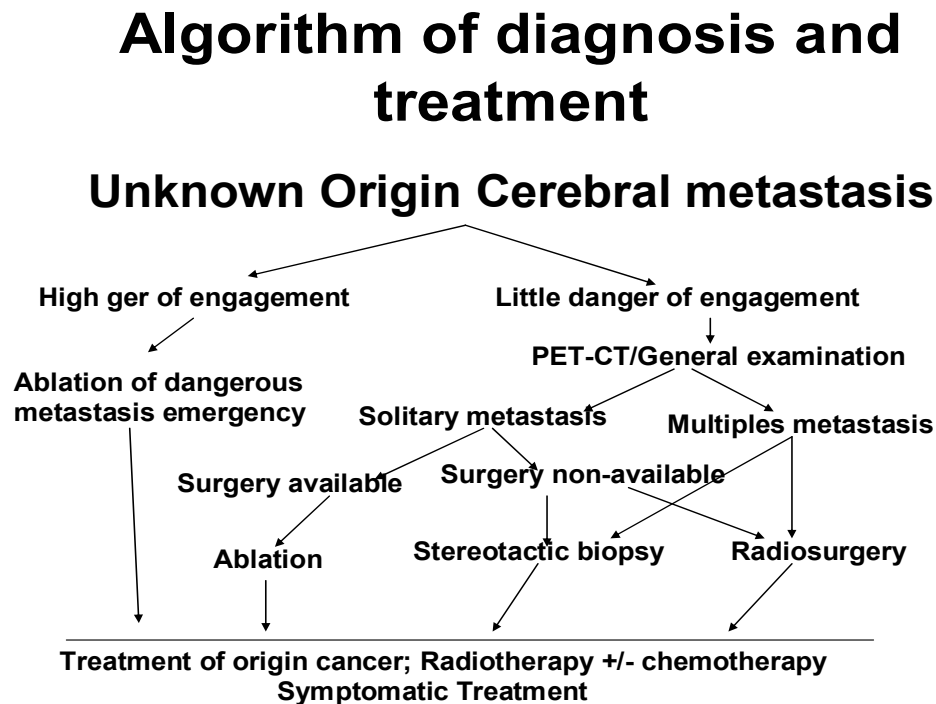 Algorithm of diagnosis and
treatment
Unknown Origin Cerebral metastasis
High ger of engagement
Little danger of engagement
PET-CT/General examination
Ablation of dangerous
metastasis emergency
Solitary metastasis
Multiples metastasis
Surgery available
Surgery non-available
Ablation
Stereotactic biopsy
Radiosurgery
Treatment of origin cancer; Radiotherapy +/- chemotherapy
Symptomatic Treatment